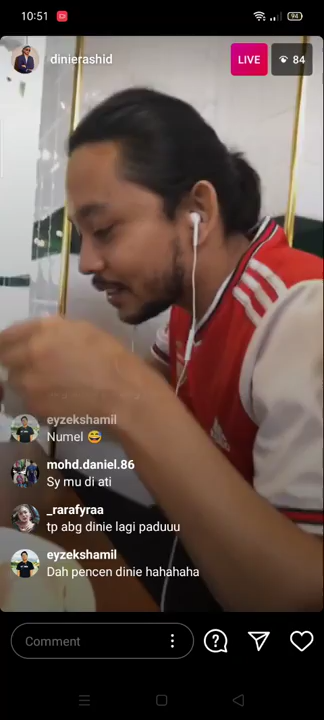 10:51
94
dinierashid
LIVE
84
eyzekshamil
Numel 😅
mohd.daniel.86
Sy mu di ati
_rarafyraa
tp abg dinie lagi paduuu
eyzekshamil
Dah pencen dinie hahahaha
Comment